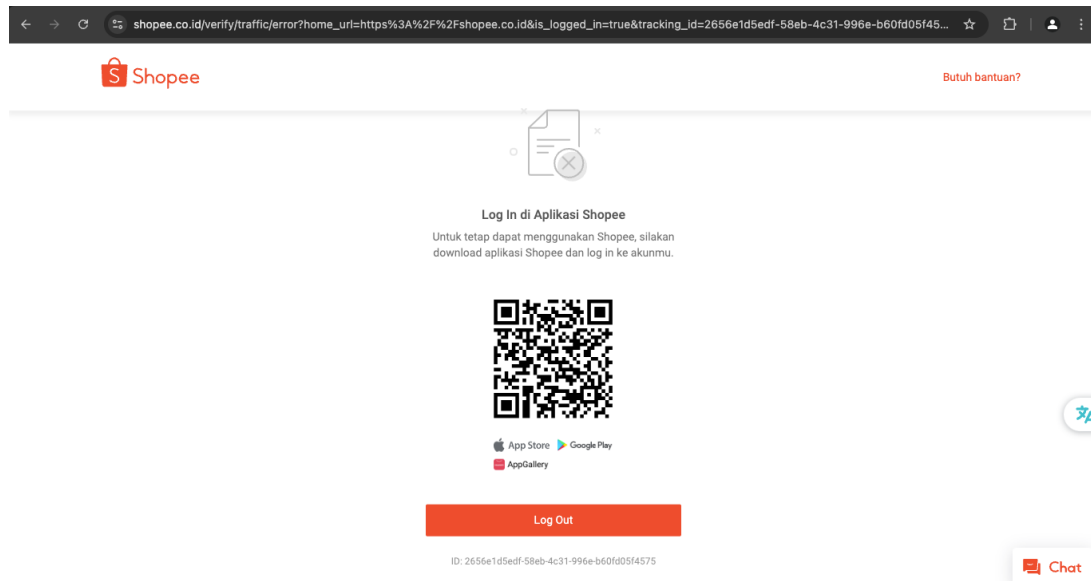 shopee.co.id/verify/traffic/error?home_url=https%3A%2F%2Fshopee.co.id&is_logged_in=true&tracking_id=2656e1d5edf-58eb-4c31-996e-b60fd05f45...
Shopee
Butuh bantuan?
Log In di Aplikasi Shopee
Untuk tetap dapat menggunakan Shopee, silakan
download aplikasi Shopee dan log in ke akunmu.
App Store Google Play
AppGallery
Log Out
ID: 2656e1d5edf-58eb-4c31-996e-b60fd05f4575
Chat